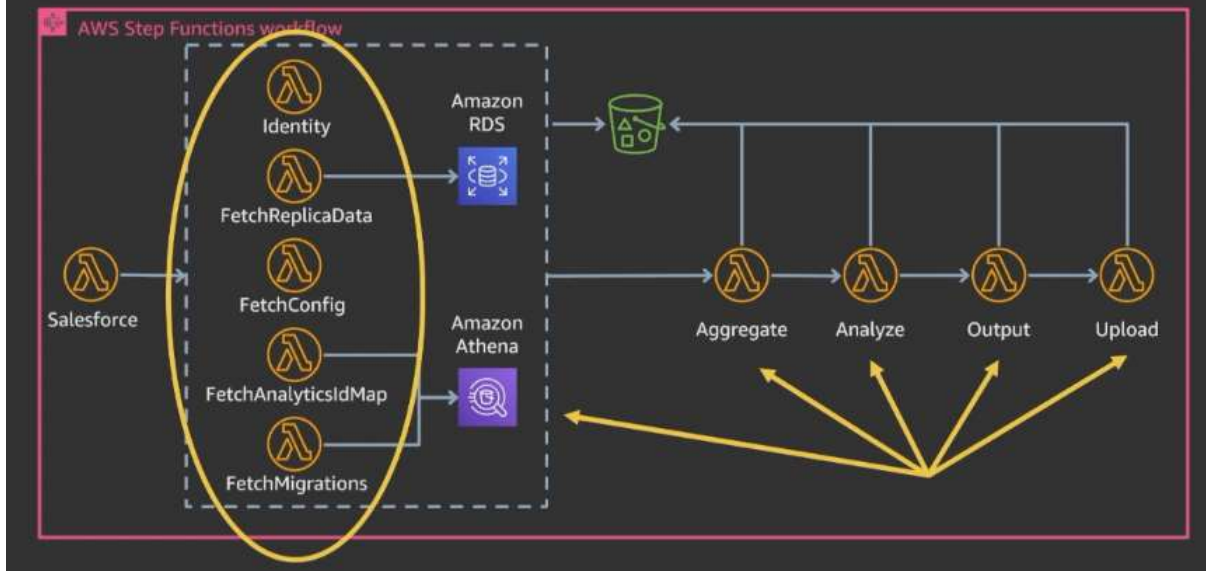 AWS Step Functions workflow
Identity
Amazon
RDS
FetchReplicaData
Salesforce
FetchConfig
Amazon
Athena
FetchAnalyticsIdMap
FetchMigrations
Aggregate
Analyze
Output
Upload